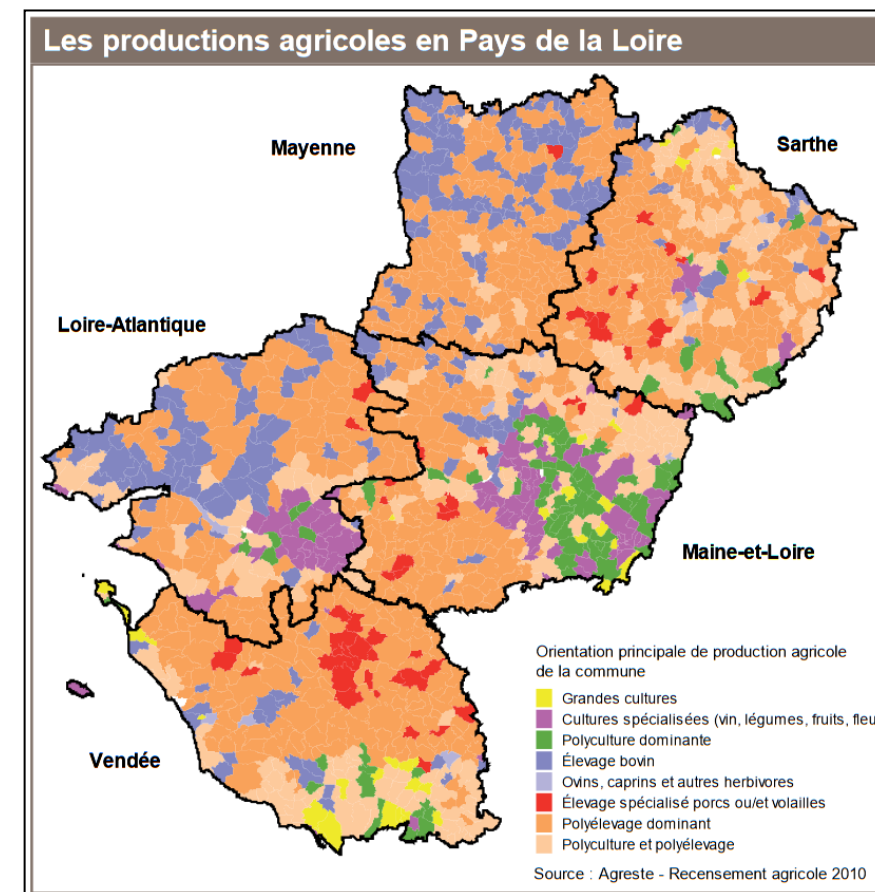 Les productions agricoles en Pays de la Loire
Mayenne
Sarthe
Loire-Atlantique
Maine-et-Loire
Vendée
Orientation principale de production agricole
de la commune
Grandes cultures
Cultures spécialisées (vin, légumes, fruits, fleu
Polyculture dominante
Élevage bovin
Ovins, caprins et autres herbivores
Élevage spécialisé porcs ou/et volailles
Polyélevage dominant
Polyculture et polyélevage
Source : Agreste - Recensement agricole 2010